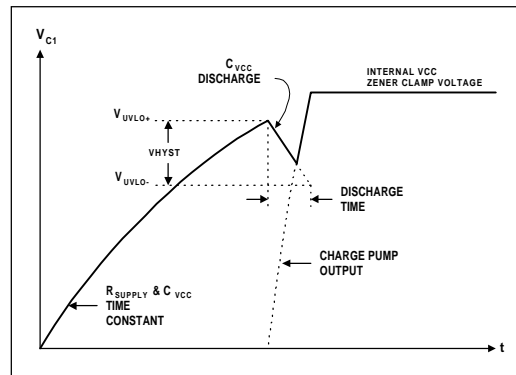 V C1
C VCC
DISCHARGE
INTERNAL VCC
ZENER CLAMP VOLTAGE
V UVLO+
VHYST
V UVLO-
DISCHARGE
TIME
CHARGE PUMP
OUTPUT
R SUPPLY & C VCC
TIME
CONSTANT
t